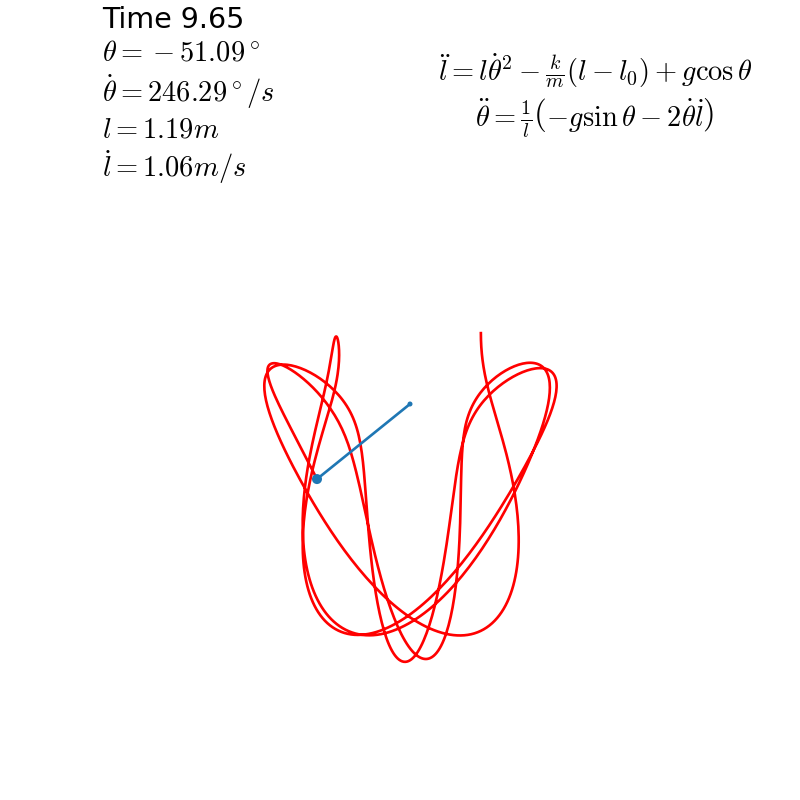 Time 9.65
θ = −51.09°
θ̇ = 246.29°/s
l = 1.19m
l̇ = 1.06m/s
l̈ = lθ̇² − k/m(l − l₀) + g cos θ
θ̈ = 1/l(−g sin θ − 2θ̇l̇)